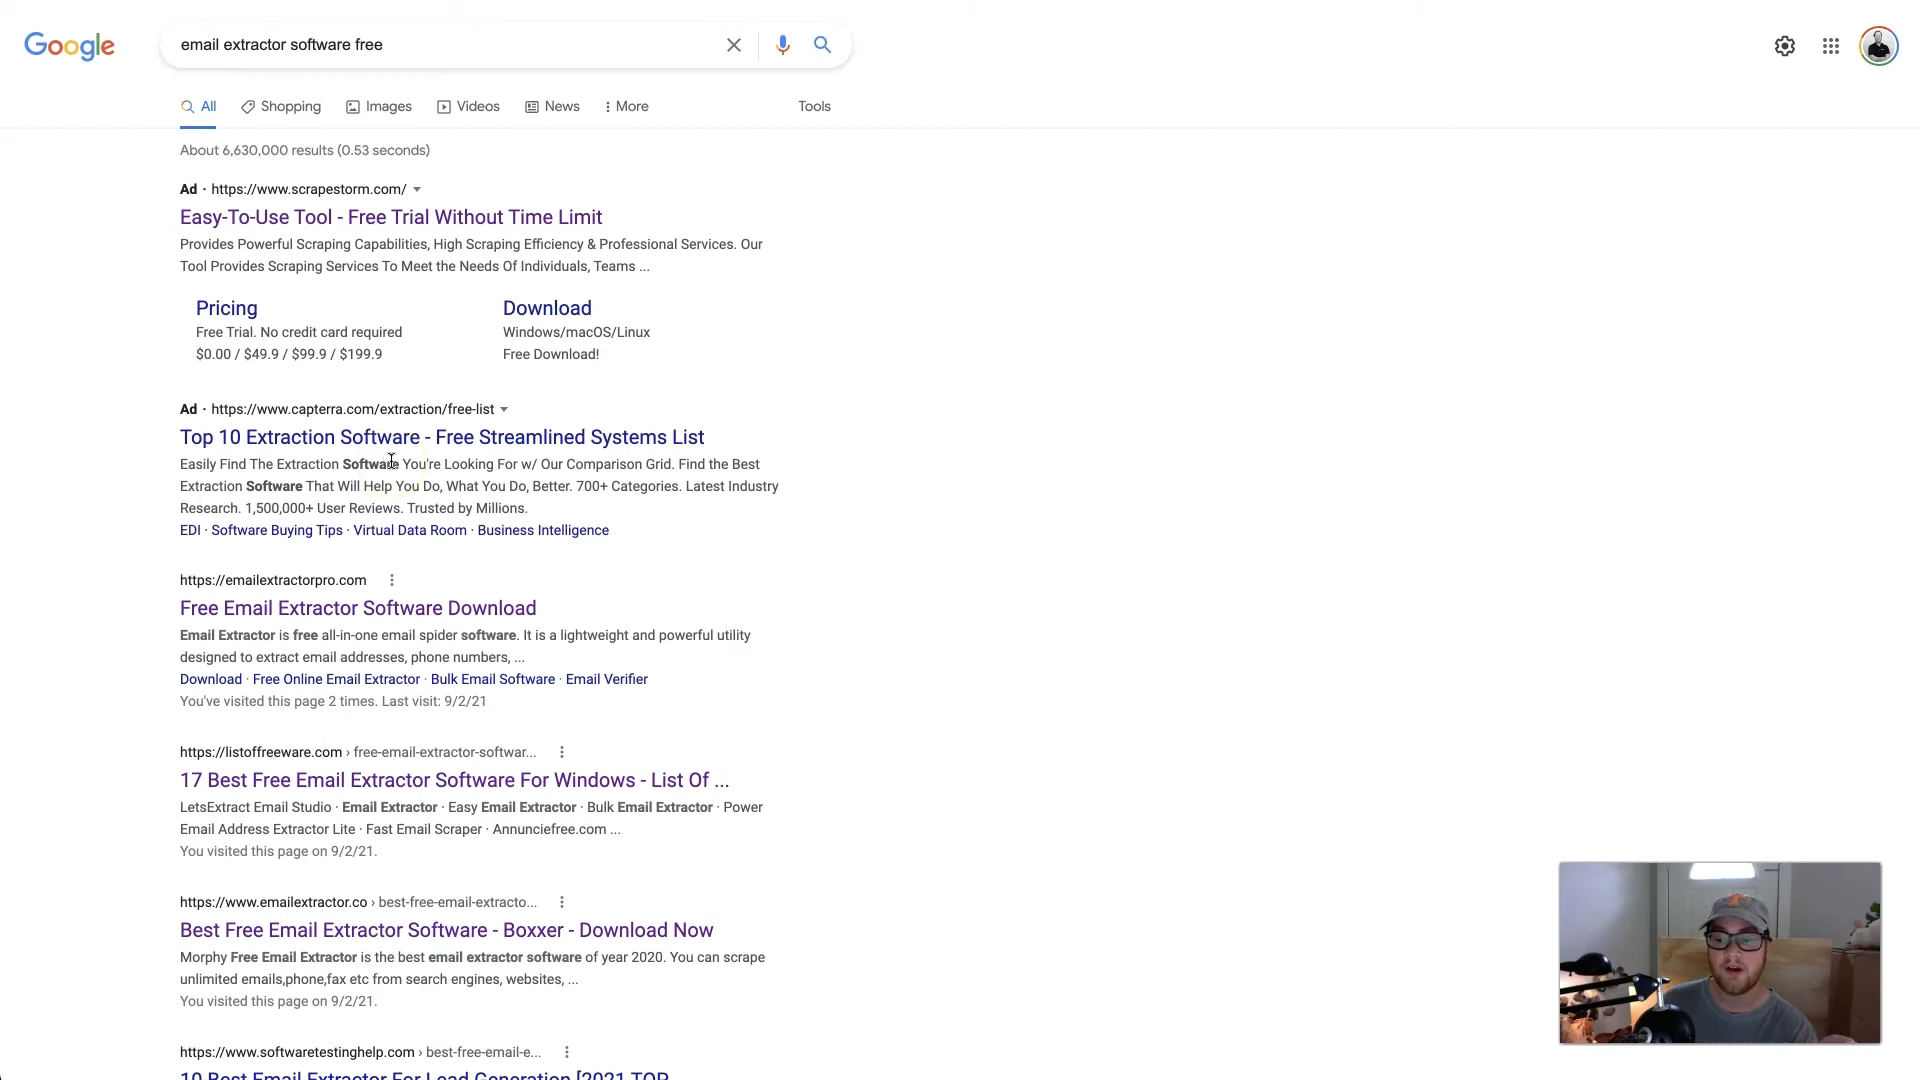 Google
email extractor software free
All
Shopping
Images
Videos
News
More
Tools
About 6,630,000 results (0.53 seconds)
Ad · https://www.scrapestorm.com/
Easy-To-Use Tool - Free Trial Without Time Limit
Provides Powerful Scraping Capabilities, High Scraping Efficiency & Professional Services. Our
Tool Provides Scraping Services To Meet the Needs Of Individuals, Teams ...
Pricing
Free Trial. No credit card required
$0.00 / $49.9 / $99.9 / $199.9
Download
Windows/macOS/Linux
Free Download!
Ad · https://www.capterra.com/extraction/free-list
Top 10 Extraction Software - Free Streamlined Systems List
Easily Find The Extraction Software You're Looking For w/ Our Comparison Grid. Find the Best
Extraction Software That Will Help You Do, What You Do, Better. 700+ Categories. Latest Industry
Research. 1,500,000+ User Reviews. Trusted by Millions.
EDI · Software Buying Tips · Virtual Data Room · Business Intelligence
https://emailextractorpro.com
Free Email Extractor Software Download
Email Extractor is free all-in-one email spider software. It is a lightweight and powerful utility
designed to extract email addresses, phone numbers, ...
Download · Free Online Email Extractor · Bulk Email Software · Email Verifier
You've visited this page 2 times. Last visit: 9/2/21
https://listoffreeware.com › free-email-extractor-softwar...
17 Best Free Email Extractor Software For Windows - List Of ...
LetsExtract Email Studio · Email Extractor · Easy Email Extractor · Bulk Email Extractor · Power
Email Address Extractor Lite · Fast Email Scraper · Annunciefree.com ...
You visited this page on 9/2/21.
https://www.emailextractor.co › best-free-email-extracto...
Best Free Email Extractor Software - Boxxer - Download Now
Morphy Free Email Extractor is the best email extractor software of year 2020. You can scrape
unlimited emails,phone,fax etc from search engines, websites, ...
You visited this page on 9/2/21.
https://www.softwaretestinghelp.com › best-free-email-e...
10 Best Email Extractor For Lead Generation [2021 TOP